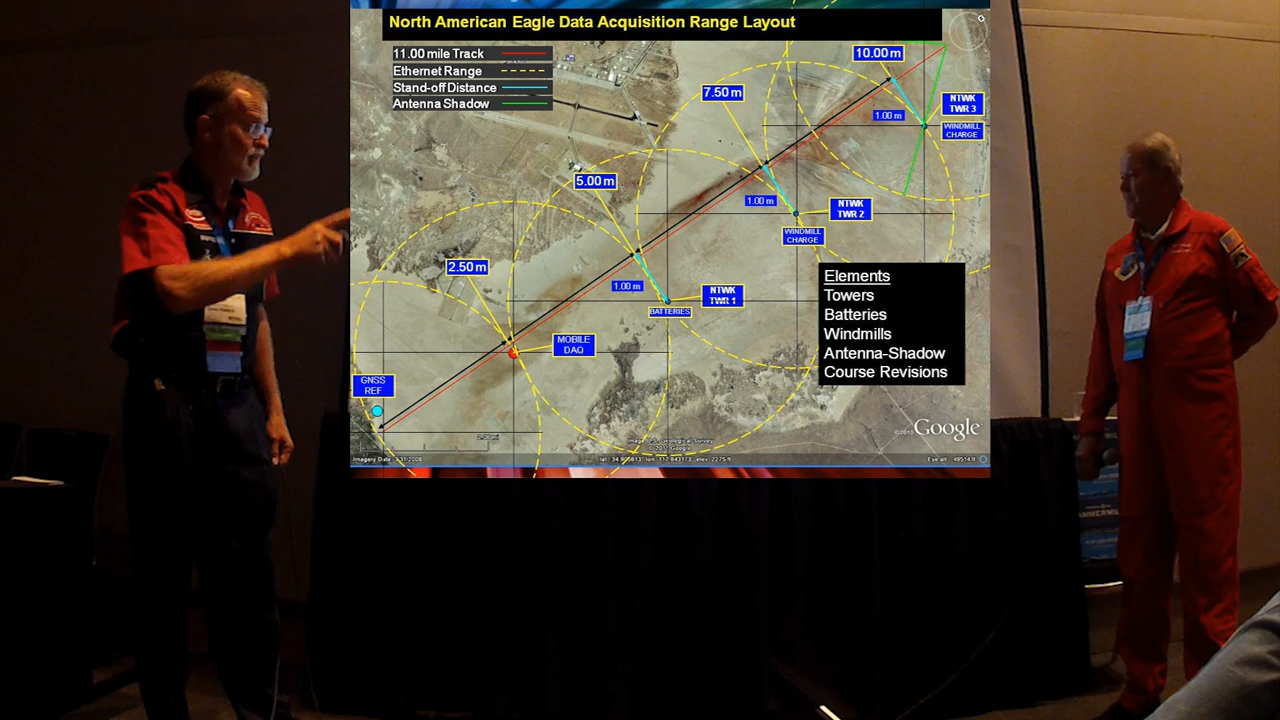 North American Eagle Data Acquisition Range Layout
11.00 mile Track
Ethernet Range
Stand-off Distance
Antenna Shadow
10.00 m
7.50 m
NTWK
TWR 3
1.00 m
WINDMILL
CHARGE
5.00 m
1.00 m
NTWK
TWR 2
WINDMILL
CHARGE
2.50 m
1.00 m
NTWK
TWR 1
BATTERIES
MOBILE
DAQ
GNSS
REF
Elements
Towers
Batteries
Windmills
Antenna-Shadow
Course Revisions
Google